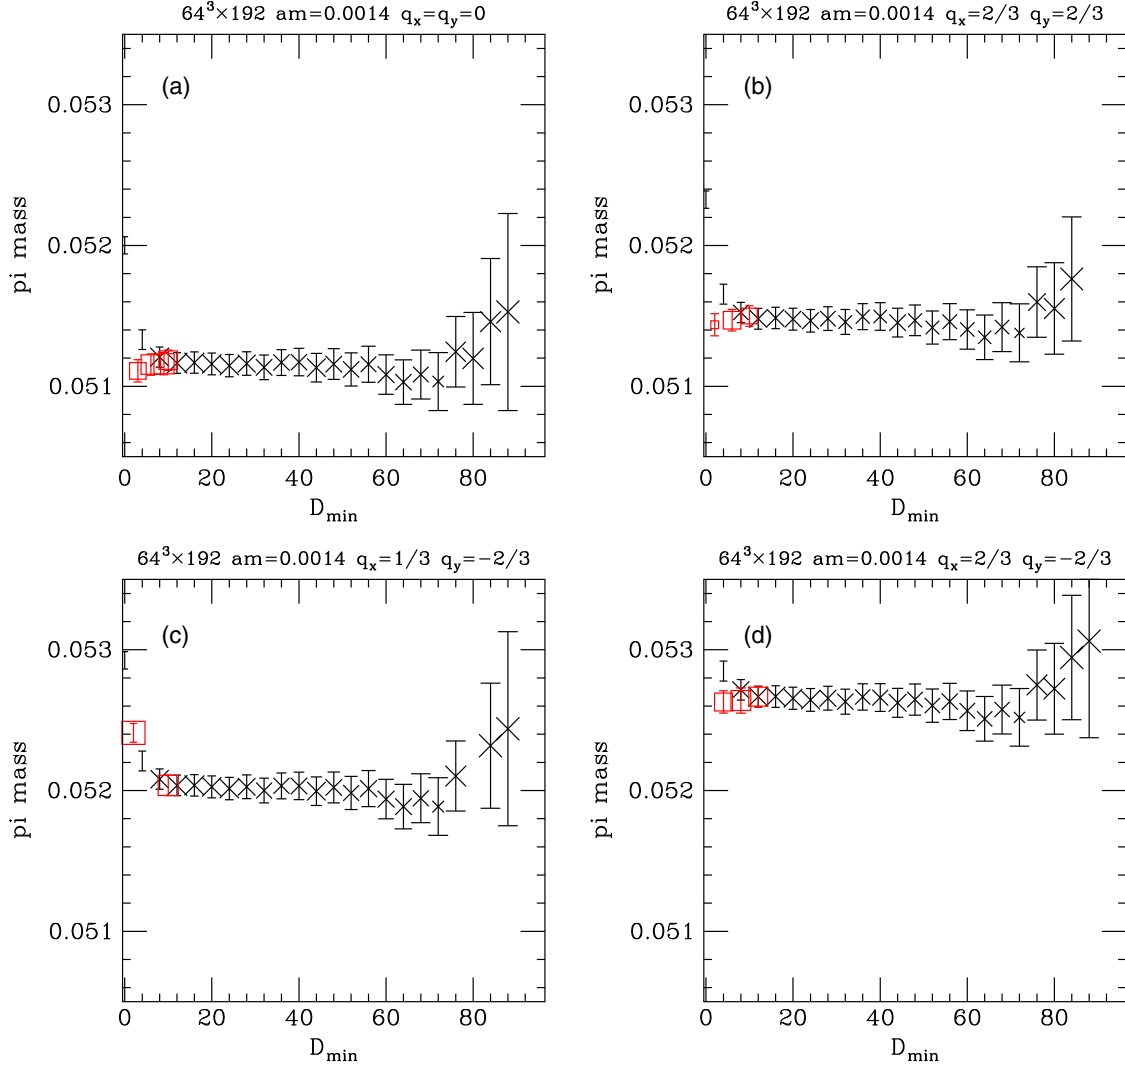 64³×192 am=0.0014 qₓ=q_y=0
(a)
0.053
0.052
0.051
pi mass
0 20 40 60 80
D_min
64³×192 am=0.0014 qₓ=2/3 q_y=2/3
(b)
0.053
0.052
0.051
pi mass
0 20 40 60 80
D_min
64³×192 am=0.0014 qₓ=1/3 q_y=−2/3
(c)
0.053
0.052
0.051
pi mass
0 20 40 60 80
D_min
64³×192 am=0.0014 qₓ=2/3 q_y=−2/3
(d)
0.053
0.052
0.051
pi mass
0 20 40 60 80
D_min